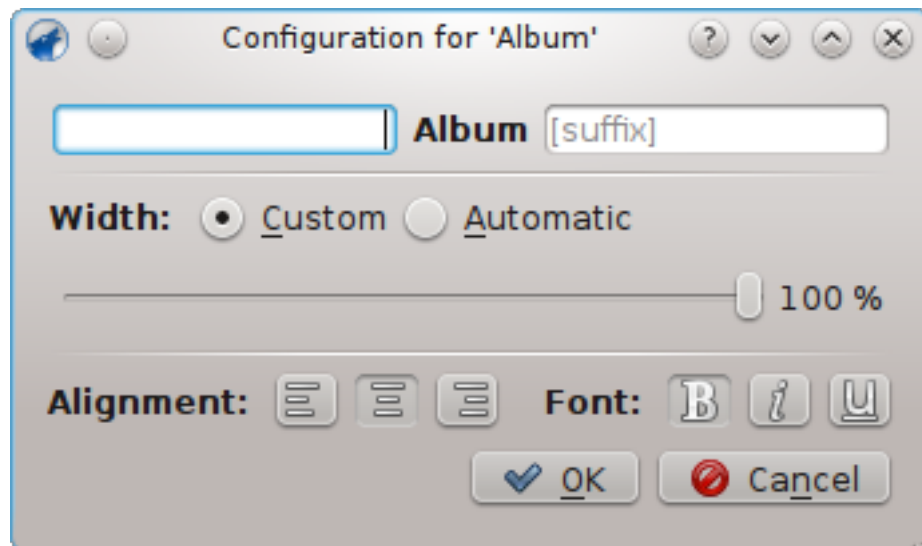 Configuration for 'Album'
Album [suffix]
Width: Custom Automatic
100 %
Alignment: Font: B i U
OK Cancel